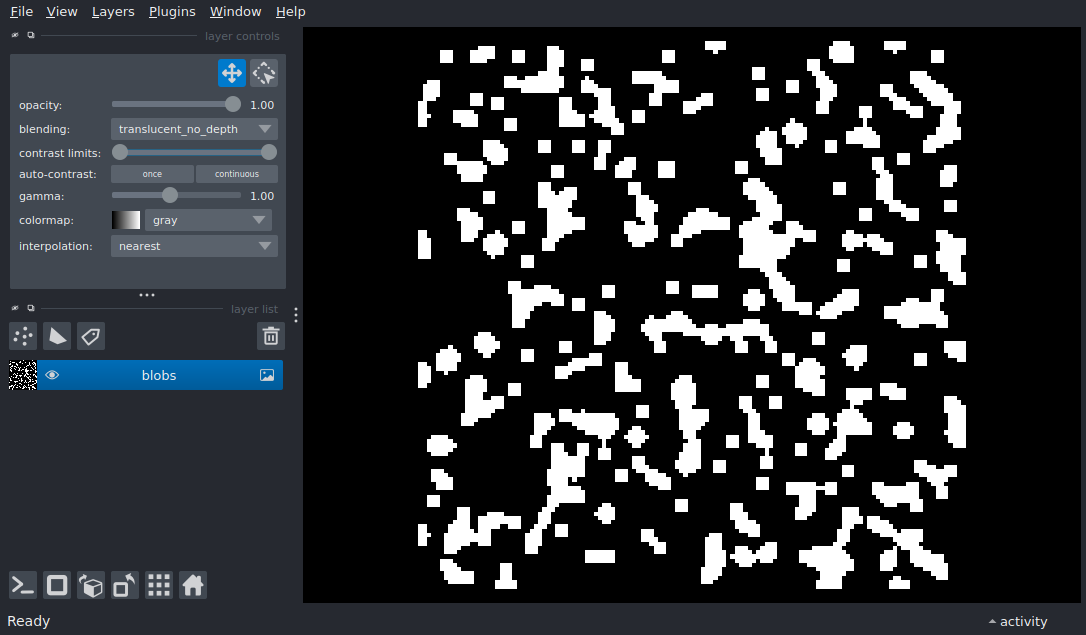 File View Layers Plugins Window Help
layer controls
opacity: 1.00
blending: translucent_no_depth
contrast limits:
auto-contrast: once continuous
gamma: 1.00
colormap: gray
interpolation: nearest
layer list
blobs
Ready activity